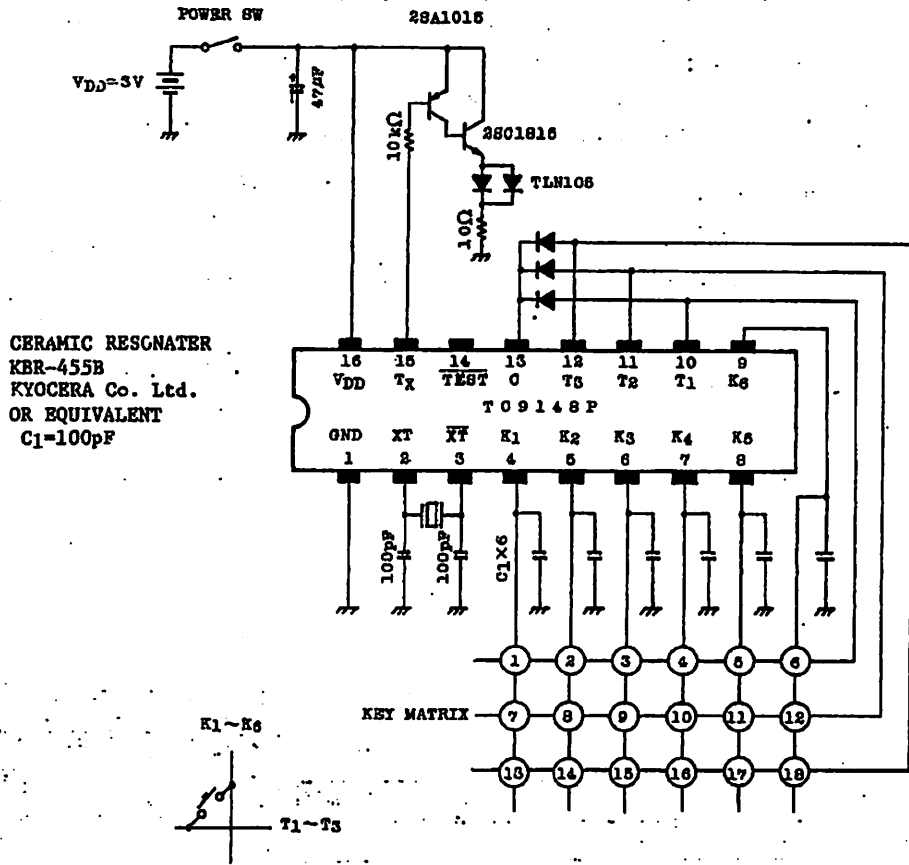 POWER SW
2SA1015
VDD=3V
47μF
10kΩ
2SC1815
TLN105
10Ω
CERAMIC RESONATER
KBR-455B
KYOCERA Co. Ltd.
OR EQUIVALENT
C1=100pF
16 15 14 13 12 11 10 9
VDD TX TEST C T3 T2 T1 K6
TC9148P
GND XT XT K1 K2 K3 K4 K5
1 2 3 4 5 6 7 8
100pF
100pF
C1×6
1 2 3 4 5 6
KEY MATRIX
7 8 9 10 11 12
13 14 15 16 17 18
K1~K6
T1~T3